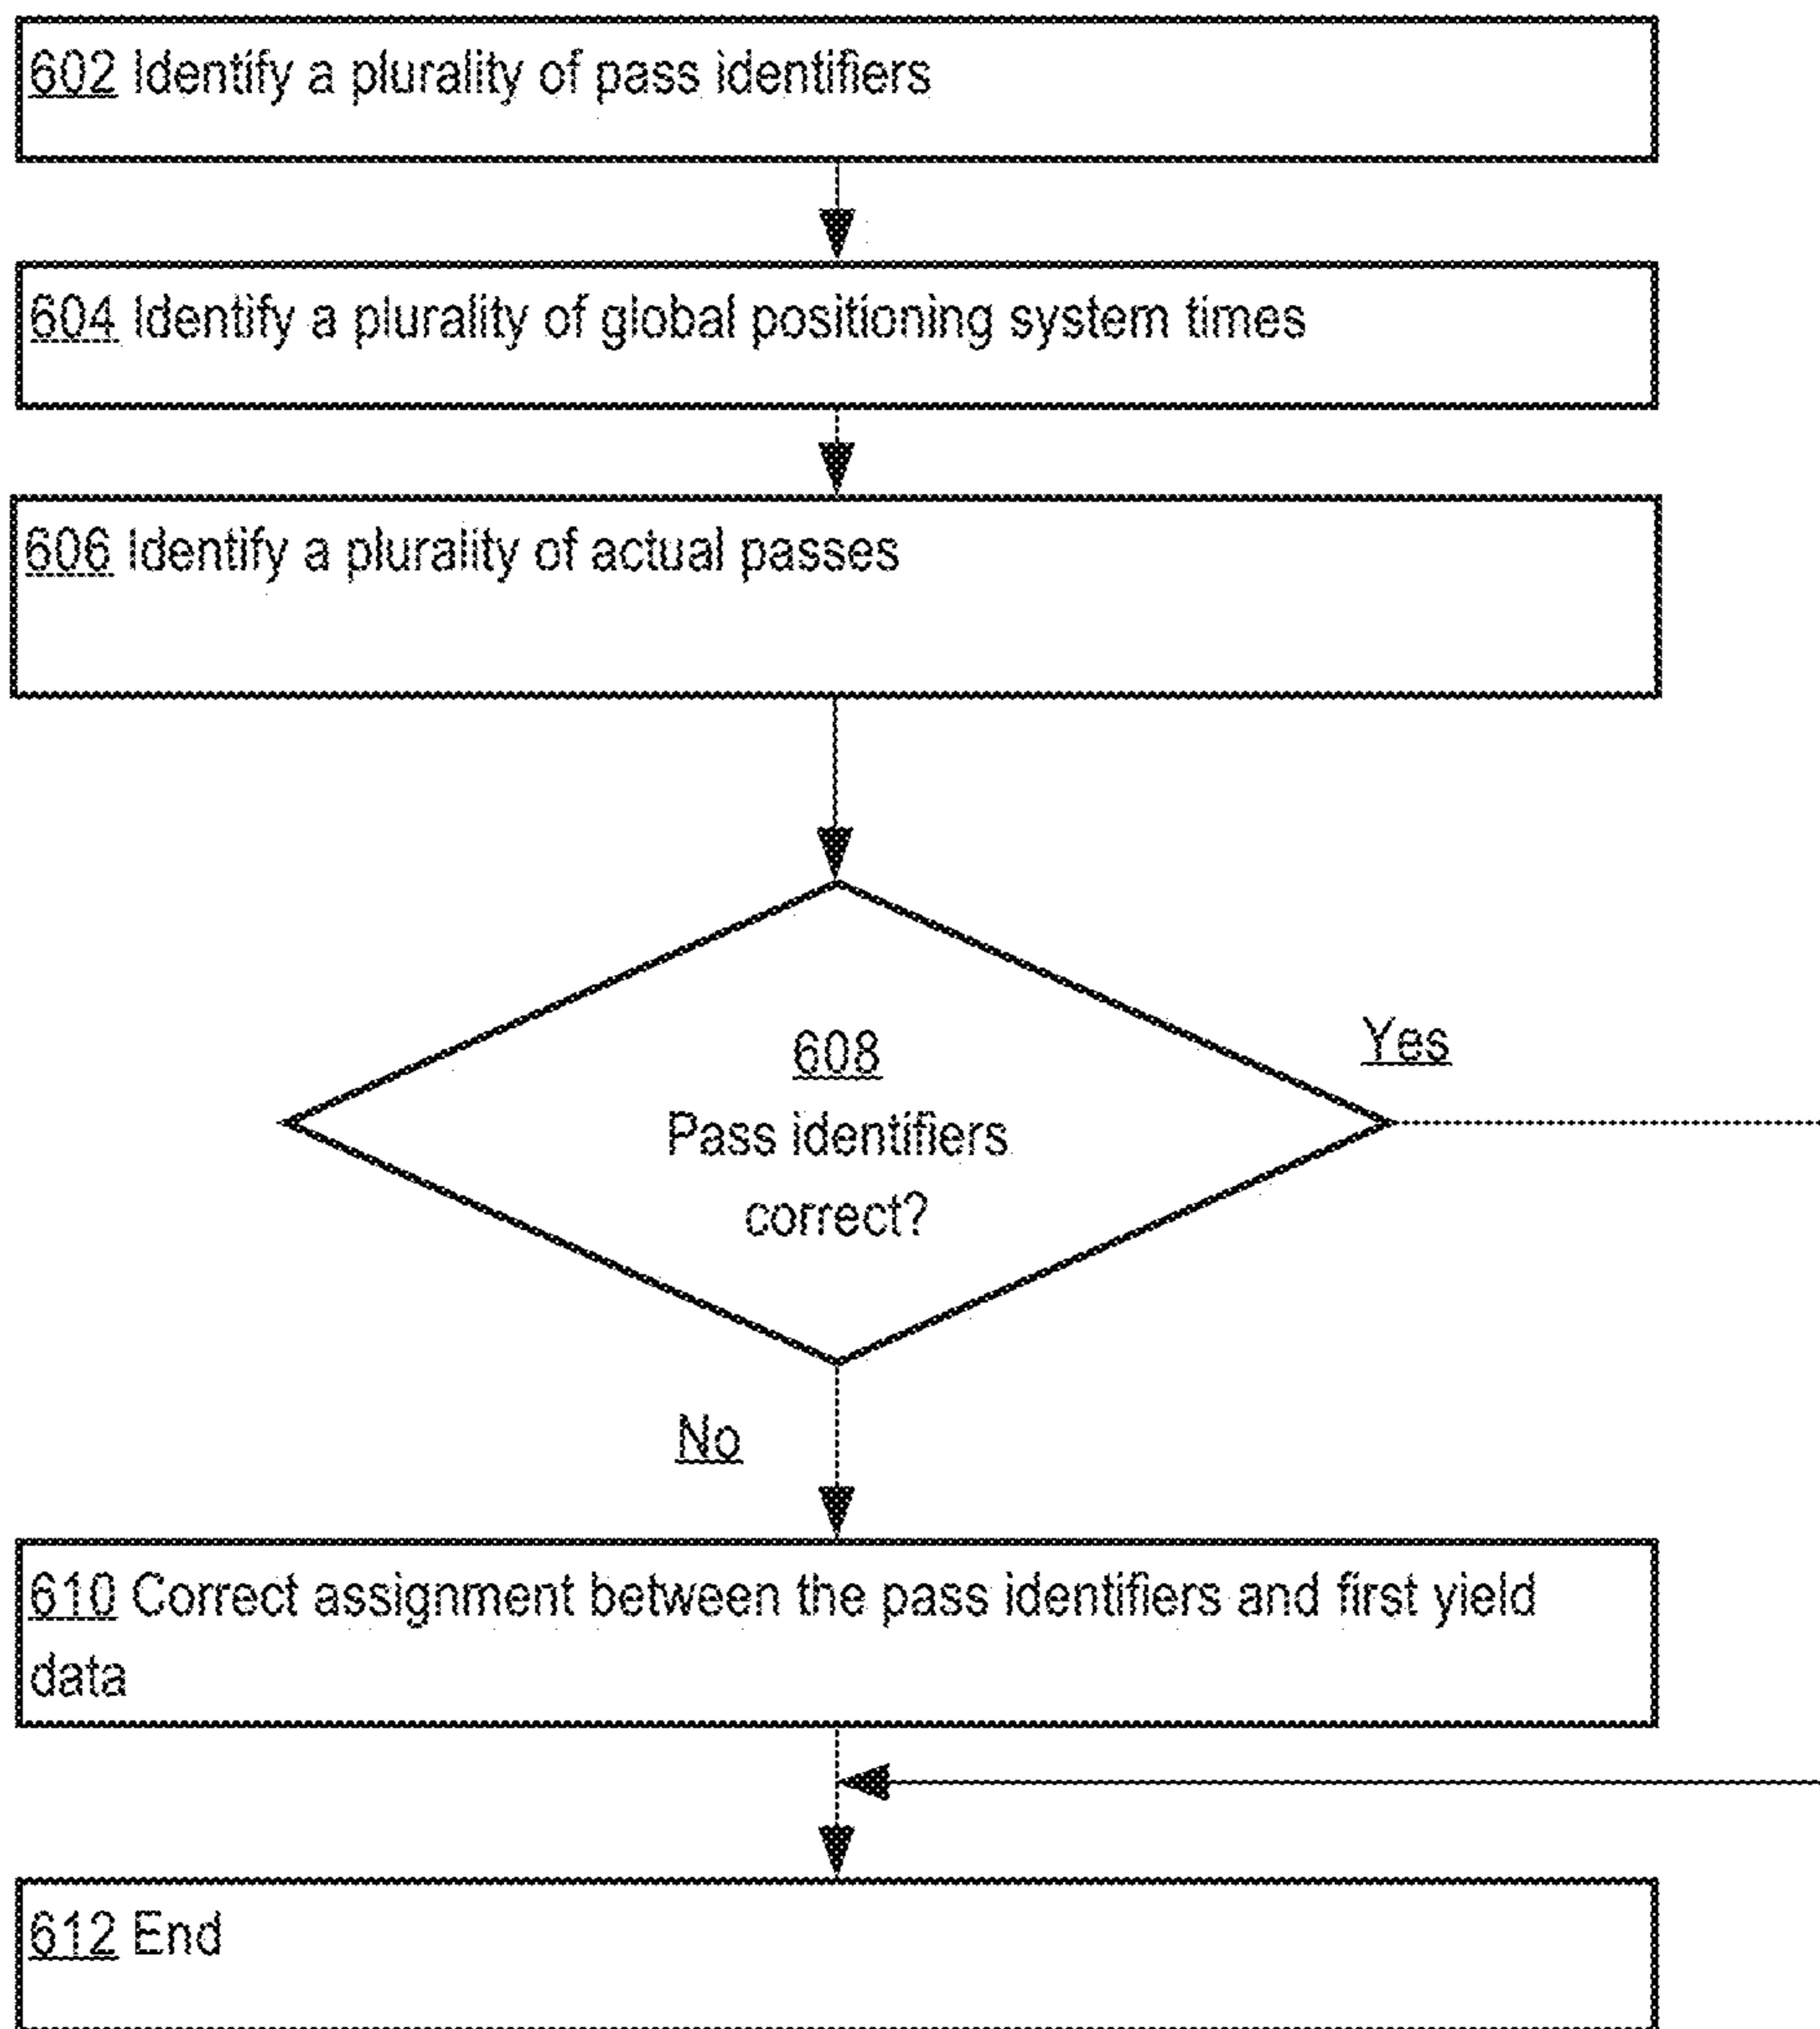 602 Identify a plurality of pass identifiers
604 Identify a plurality of global positioning system times
606 Identify a plurality of actual passes
608
Pass identifiers
correct?
Yes
No
610 Correct assignment between the pass identifiers and first yield
data
612 End